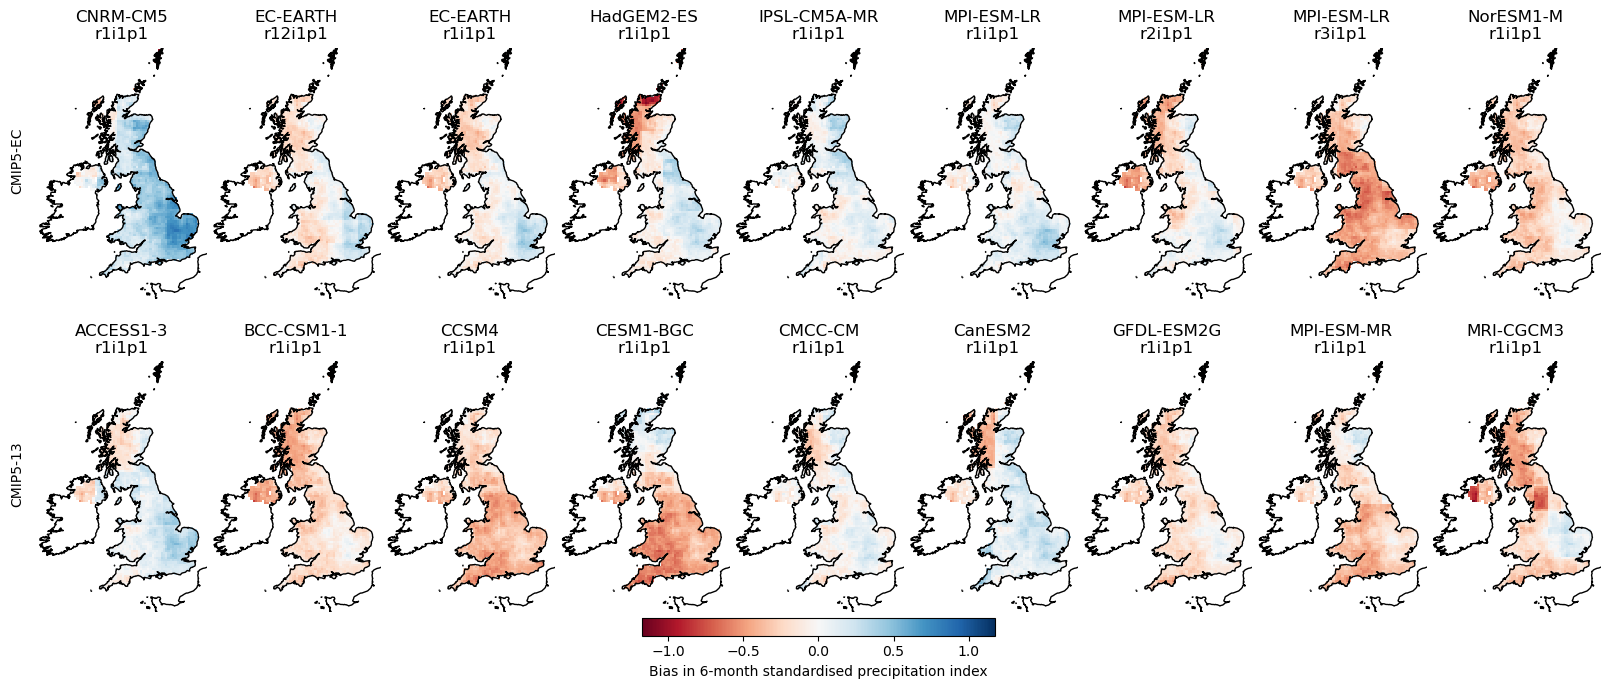 CNRM-CM5
r1i1p1
EC-EARTH
r12i1p1
EC-EARTH
r1i1p1
HadGEM2-ES
r1i1p1
IPSL-CM5A-MR
r1i1p1
MPI-ESM-LR
r1i1p1
MPI-ESM-LR
r2i1p1
MPI-ESM-LR
r3i1p1
NorESM1-M
r1i1p1
CMIP5-EC
ACCESS1-3
r1i1p1
BCC-CSM1-1
r1i1p1
CCSM4
r1i1p1
CESM1-BGC
r1i1p1
CMCC-CM
r1i1p1
CanESM2
r1i1p1
GFDL-ESM2G
r1i1p1
MPI-ESM-MR
r1i1p1
MRI-CGCM3
r1i1p1
CMIP5-13
−1.0 −0.5 0.0 0.5 1.0
Bias in 6-month standardised precipitation index